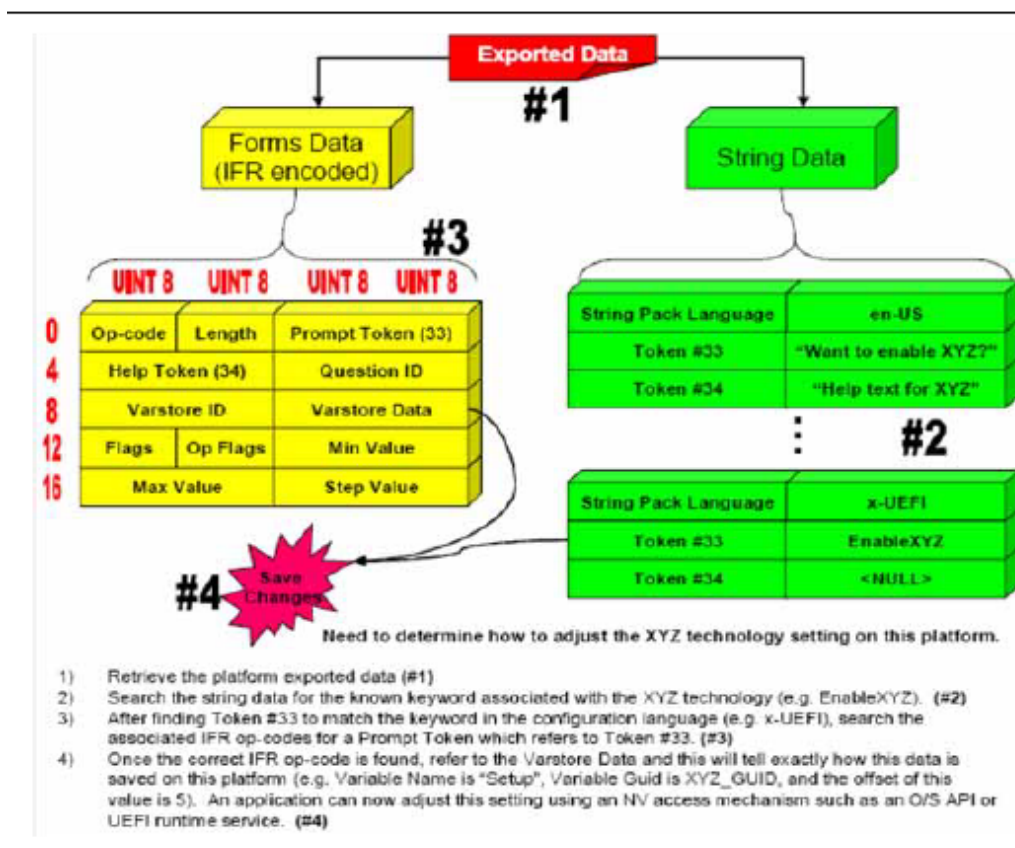 Exported Data
#1
Forms Data
(IFR encoded)
String Data
#3
UINT 8 UINT 8 UINT 8 UINT 8
0 Op-code Length Prompt Token (33)
4 Help Token (34) Question ID
8 Varstore ID Varstore Data
12 Flags Op Flags Min Value
16 Max Value Step Value
String Pack Language en-US
Token #33 "Want to enable XYZ?"
Token #34 "Help text for XYZ"
#2
String Pack Language x-UEFI
Token #33 EnableXYZ
Token #34 <NULL>
#4 Save
Changes
Need to determine how to adjust the XYZ technology setting on this platform.
1) Retrieve the platform exported data (#1)
2) Search the string data for the known keyword associated with the XYZ technology (e.g. EnableXYZ). (#2)
3) After finding Token #33 to match the keyword in the configuration language (e.g. x-UEFI), search the
associated IFR op-codes for a Prompt Token which refers to Token #33. (#3)
4) Once the correct IFR op-code is found, refer to the Varstore Data and this will tell exactly how this data is
saved on this platform (e.g. Variable Name is "Setup", Variable Guid is XYZ_GUID, and the offset of this
value is 5). An application can now adjust this setting using an NV access mechanism such as an O/S API or
UEFI runtime service. (#4)